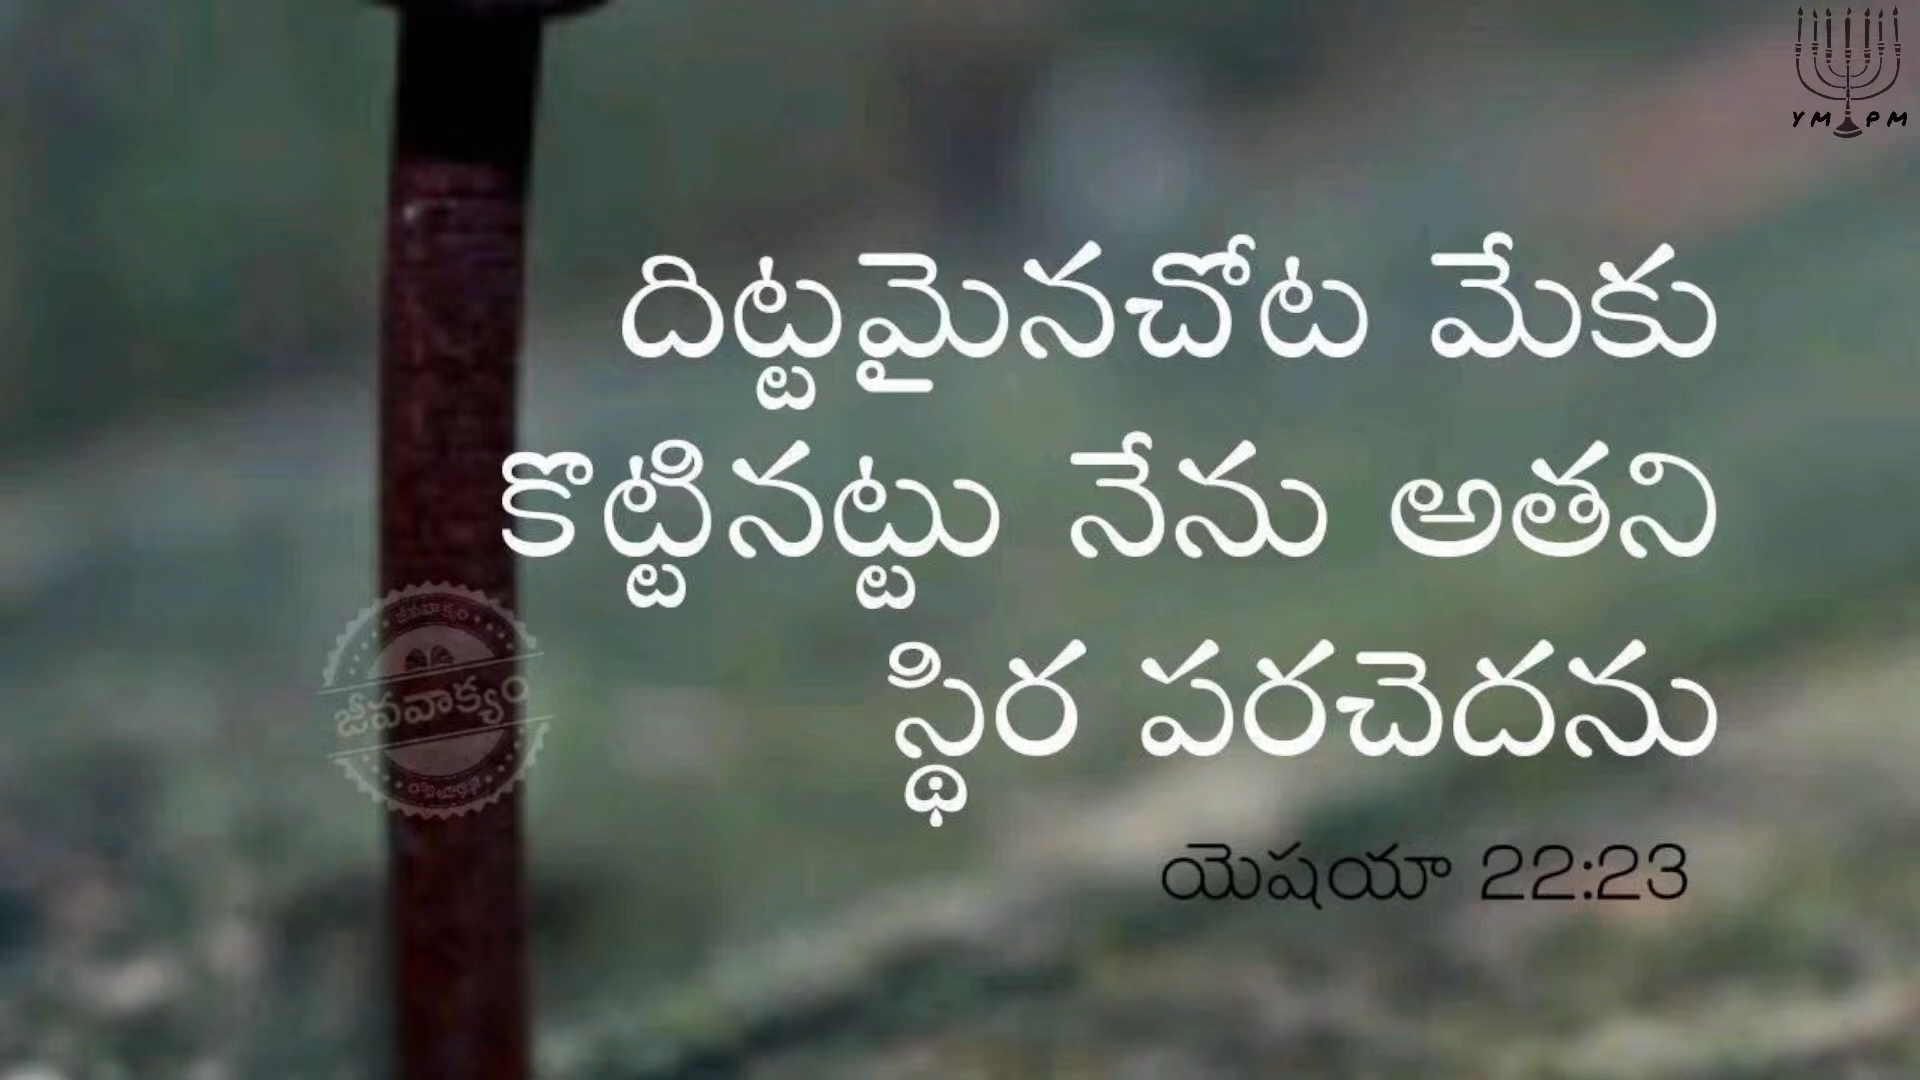 YM PM
దిట్టమైనచోట మేకు
కొట్టినట్టు నేను అతని
స్థిర పరచెదను
యెషయా 22:23
జీవవాక్యం